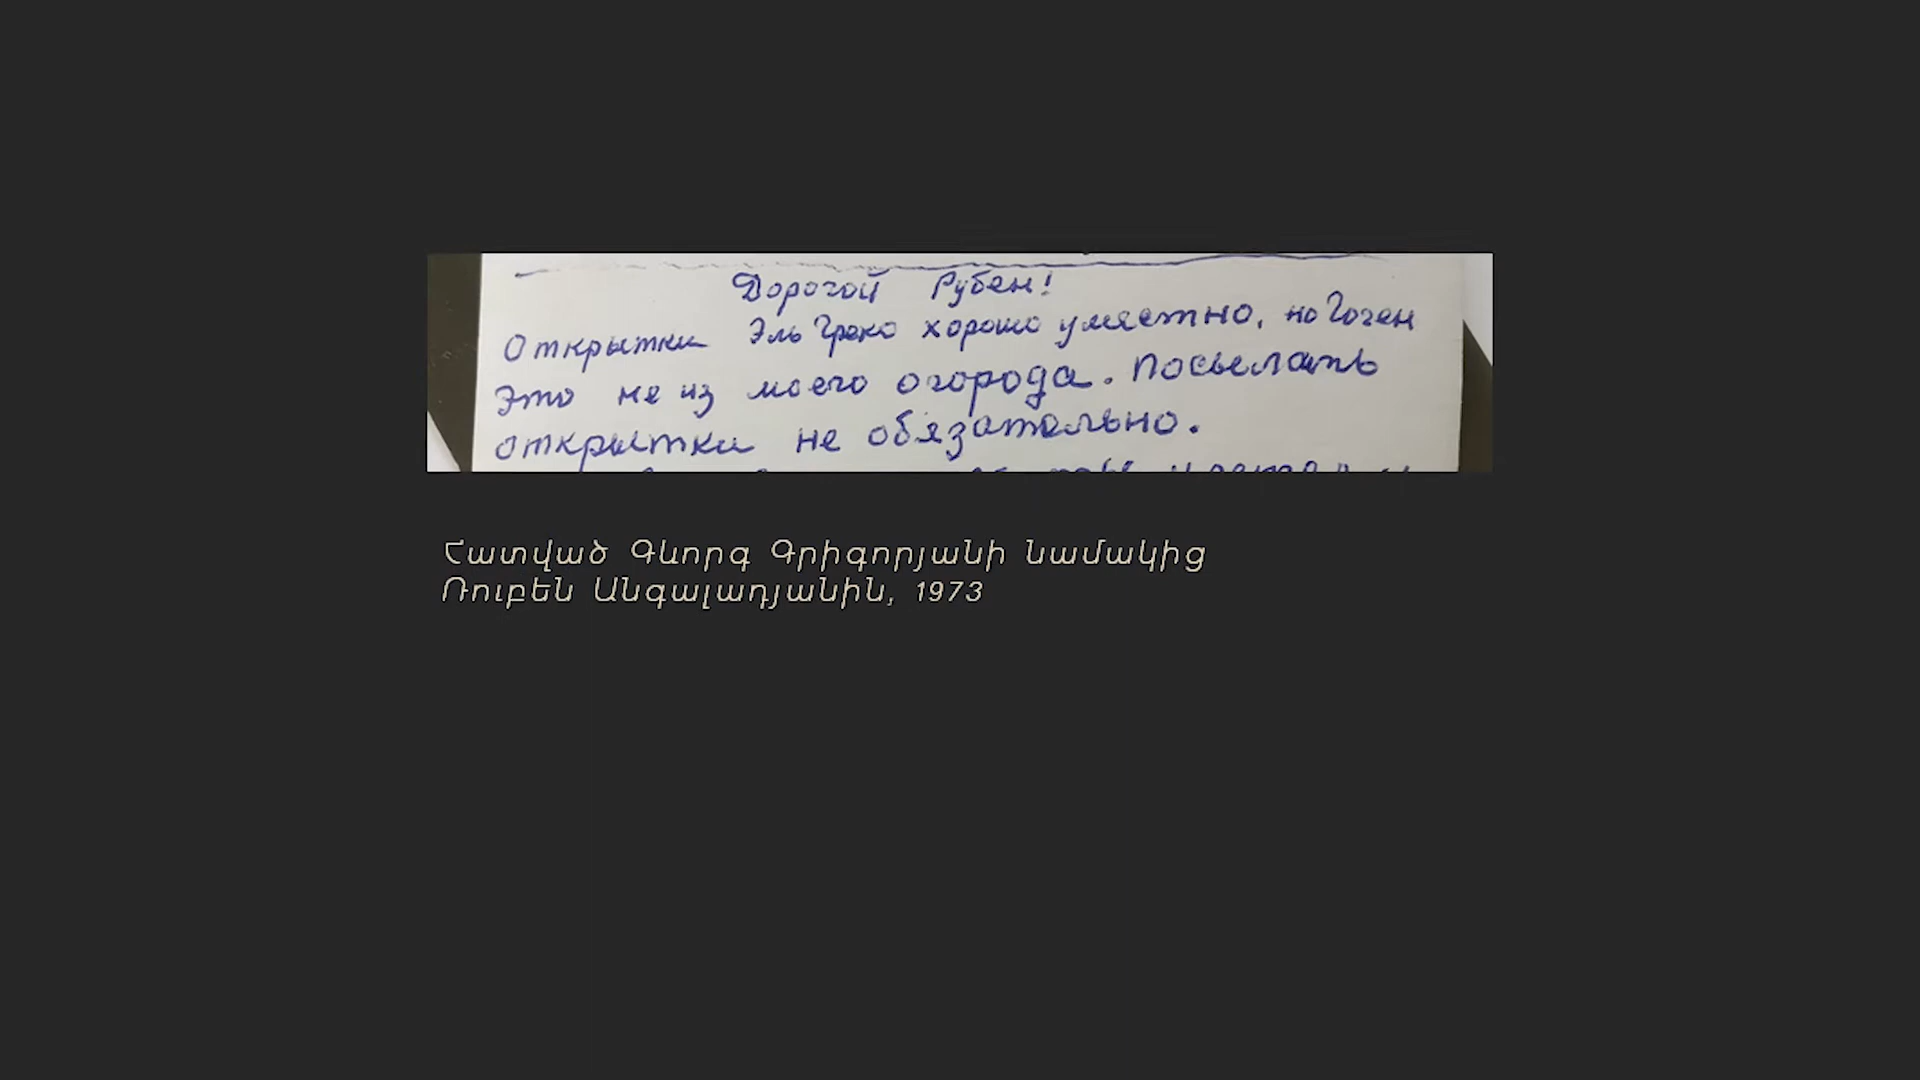 Дорогой Рубен!
Открытки Эль Греко хорошо уместно, но Гоген
Это не из моего огорода. Посылать
открытки не обязательно.
Հատված Գևորգ Գրիգորյանի նամակից
Ռուբեն Անգալադյանին, 1973